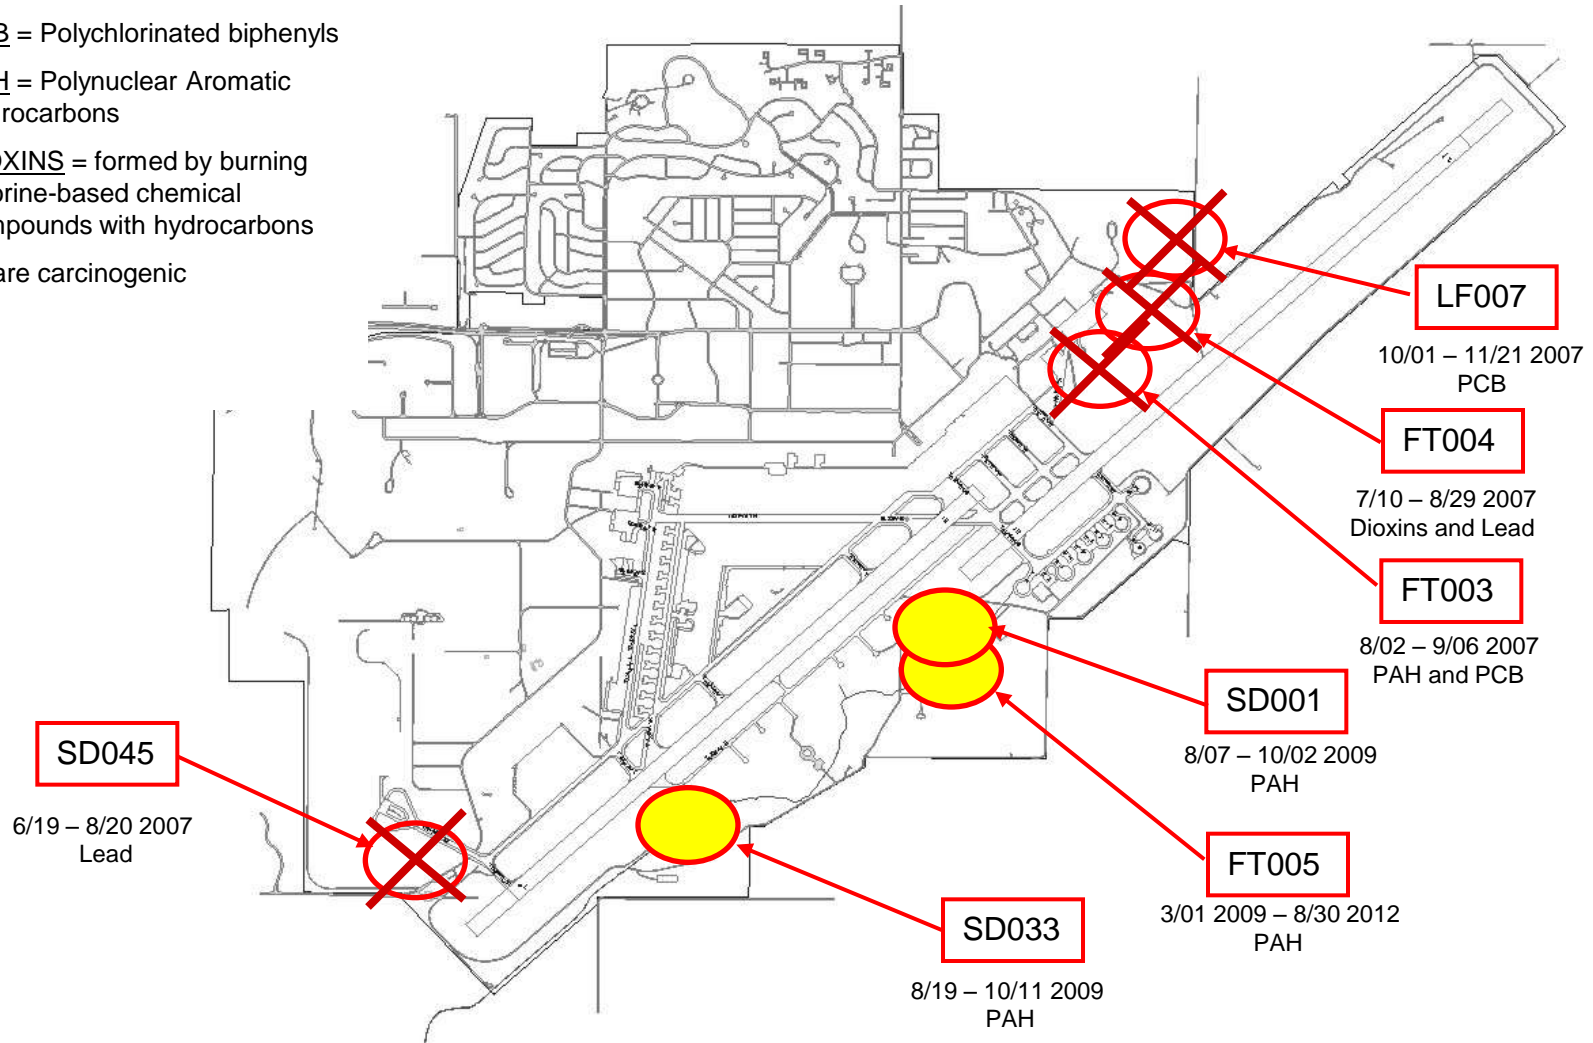 B = Polychlorinated biphenyls
H = Polynuclear Aromatic
rocarbons
OXINS = formed by burning
orine-based chemical
mpounds with hydrocarbons
are carcinogenic
LF007
10/01 – 11/21 2007
PCB
FT004
7/10 – 8/29 2007
Dioxins and Lead
FT003
8/02 – 9/06 2007
PAH and PCB
SD001
8/07 – 10/02 2009
PAH
SD045
6/19 – 8/20 2007
Lead
FT005
3/01 2009 – 8/30 2012
PAH
SD033
8/19 – 10/11 2009
PAH